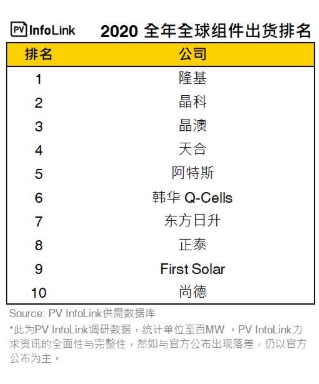 PV InfoLink 2020 全年全球组件出货排名
排名 公司
1 隆基
2 晶科
3 晶澳
4 天合
5 阿特斯
6 韩华 Q-Cells
7 东方日升
8 正泰
9 First Solar
10 尚德
Source: PV InfoLink供需数据库
*此为PV InfoLink调研数据，统计单位至百MW 。PV InfoLink力
求资讯的全面性与完整性，然如与官方公布出现落差，仍以官方
公布为主。